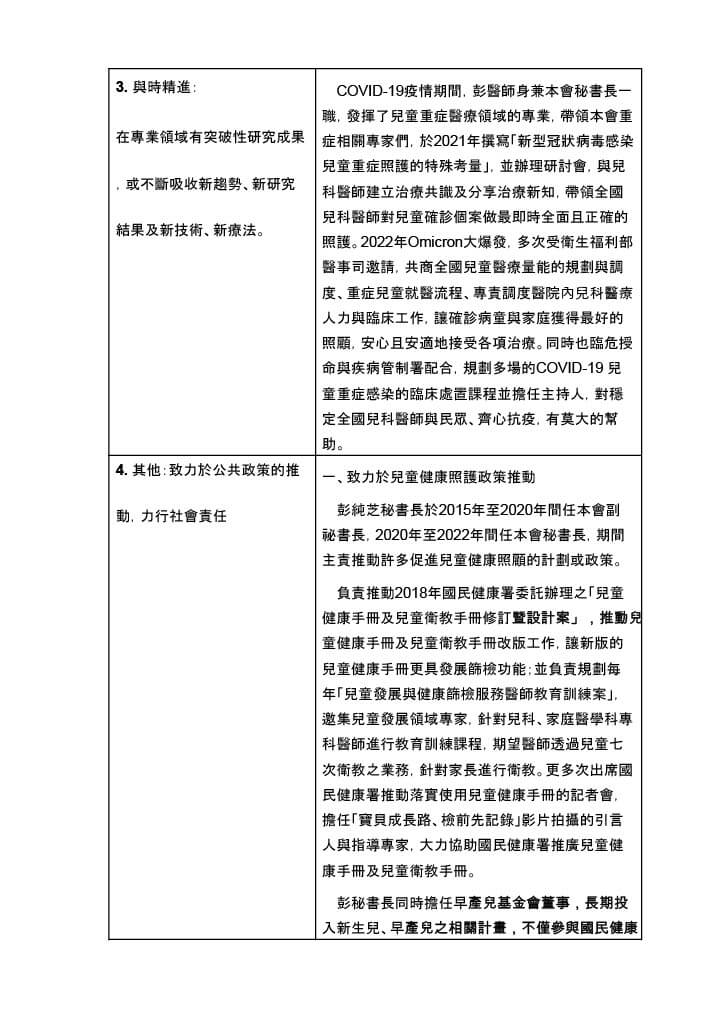 3. 與時精進：
在專業領域有突破性研究成果
，或不斷吸收新趨勢、新研究
結果及新技術、新療法。
COVID-19疫情期間，彭醫師身兼本會秘書長一
職，發揮了兒童重症醫療領域的專業，帶領本會重
症相關專家們，於2021年撰寫「新型冠狀病毒感染
兒童重症照護的特殊考量」，並辦理研討會，與兒
科醫師建立治療共識及分享治療新知，帶領全國
兒科醫師對兒童確診個案做最即時全面且正確的
照護。2022年Omicron大爆發，多次受衛生福利部
醫事司邀請，共商全國兒童醫療量能的規劃與調
度、重症兒童就醫流程、專責調度醫院內兒科醫療
人力與臨床工作，讓確診病童與家庭獲得最好的
照顧，安心且安適地接受各項治療。同時也臨危授
命與疾病管制署配合，規劃多場的COVID-19 兒
童重症感染的臨床處置課程並擔任主持人，對穩
定全國兒科醫師與民眾、齊心抗疫，有莫大的幫
助。
4. 其他：致力於公共政策的推
動，力行社會責任
一、致力於兒童健康照護政策推動
彭純芝秘書長於2015年至2020年間任本會副
祕書長，2020年至2022年間任本會秘書長，期間
主責推動許多促進兒童健康照顧的計劃或政策。
負責推動2018年國民健康署委託辦理之「兒童
健康手冊及兒童衛教手冊修訂暨設計案」，推動兒
童健康手冊及兒童衛教手冊改版工作，讓新版的
兒童健康手冊更具發展篩檢功能；並負責規劃每
年「兒童發展與健康篩檢服務醫師教育訓練案」，
邀集兒童發展領域專家，針對兒科、家庭醫學科專
科醫師進行教育訓練課程，期望醫師透過兒童七
次衛教之業務，針對家長進行衛教。更多次出席國
民健康署推動落實使用兒童健康手冊的記者會，
擔任「寶貝成長路、檢前先記錄」影片拍攝的引言
人與指導專家，大力協助國民健康署推廣兒童健
康手冊及兒童衛教手冊。
彭秘書長同時擔任早產兒基金會董事，長期投
入新生兒、早產兒之相關計畫，不僅參與國民健康